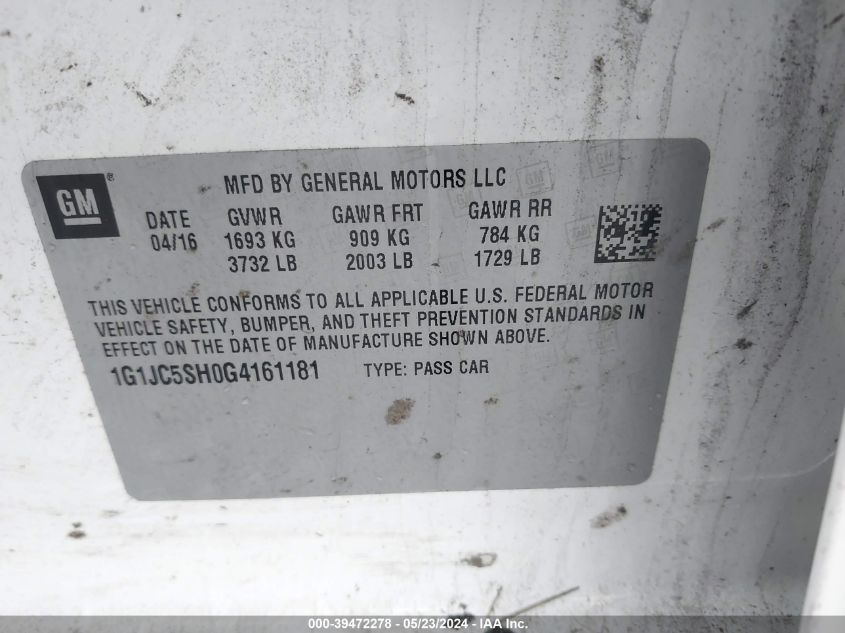 GM®
MFD BY GENERAL MOTORS LLC
DATE GVWR GAWR FRT GAWR RR
04/16 1693 KG 909 KG 784 KG
3732 LB 2003 LB 1729 LB
THIS VEHICLE CONFORMS TO ALL APPLICABLE U.S. FEDERAL MOTOR
VEHICLE SAFETY, BUMPER, AND THEFT PREVENTION STANDARDS IN
EFFECT ON THE DATE OF MANUFACTURE SHOWN ABOVE.
1G1JC5SH0G4161181 TYPE: PASS CAR
000-39472278 - 05/23/2024 - IAA Inc.